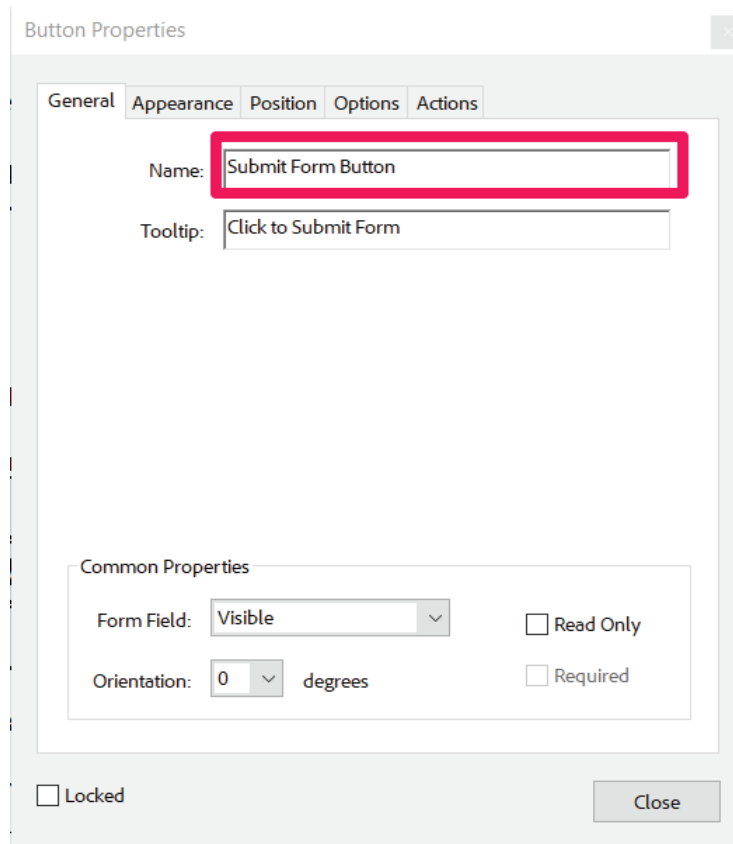 Button Properties
General Appearance Position Options Actions
Name: Submit Form Button
Tooltip: Click to Submit Form
Common Properties
Form Field: Visible
Read Only
Orientation: 0 degrees
Required
Locked
Close